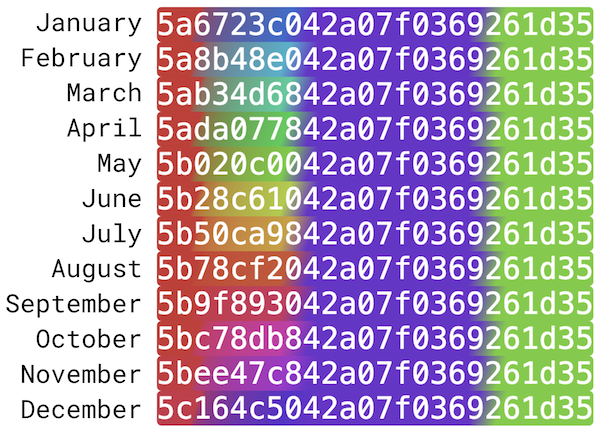 January 5a6723c042a07f0369261d35
February 5a8b48e042a07f0369261d35
March 5ab34d6842a07f0369261d35
April 5ada077842a07f0369261d35
May 5b020c0042a07f0369261d35
June 5b28c61042a07f0369261d35
July 5b50ca9842a07f0369261d35
August 5b78cf2042a07f0369261d35
September 5b9f893042a07f0369261d35
October 5bc78db842a07f0369261d35
November 5bee47c842a07f0369261d35
December 5c164c5042a07f0369261d35